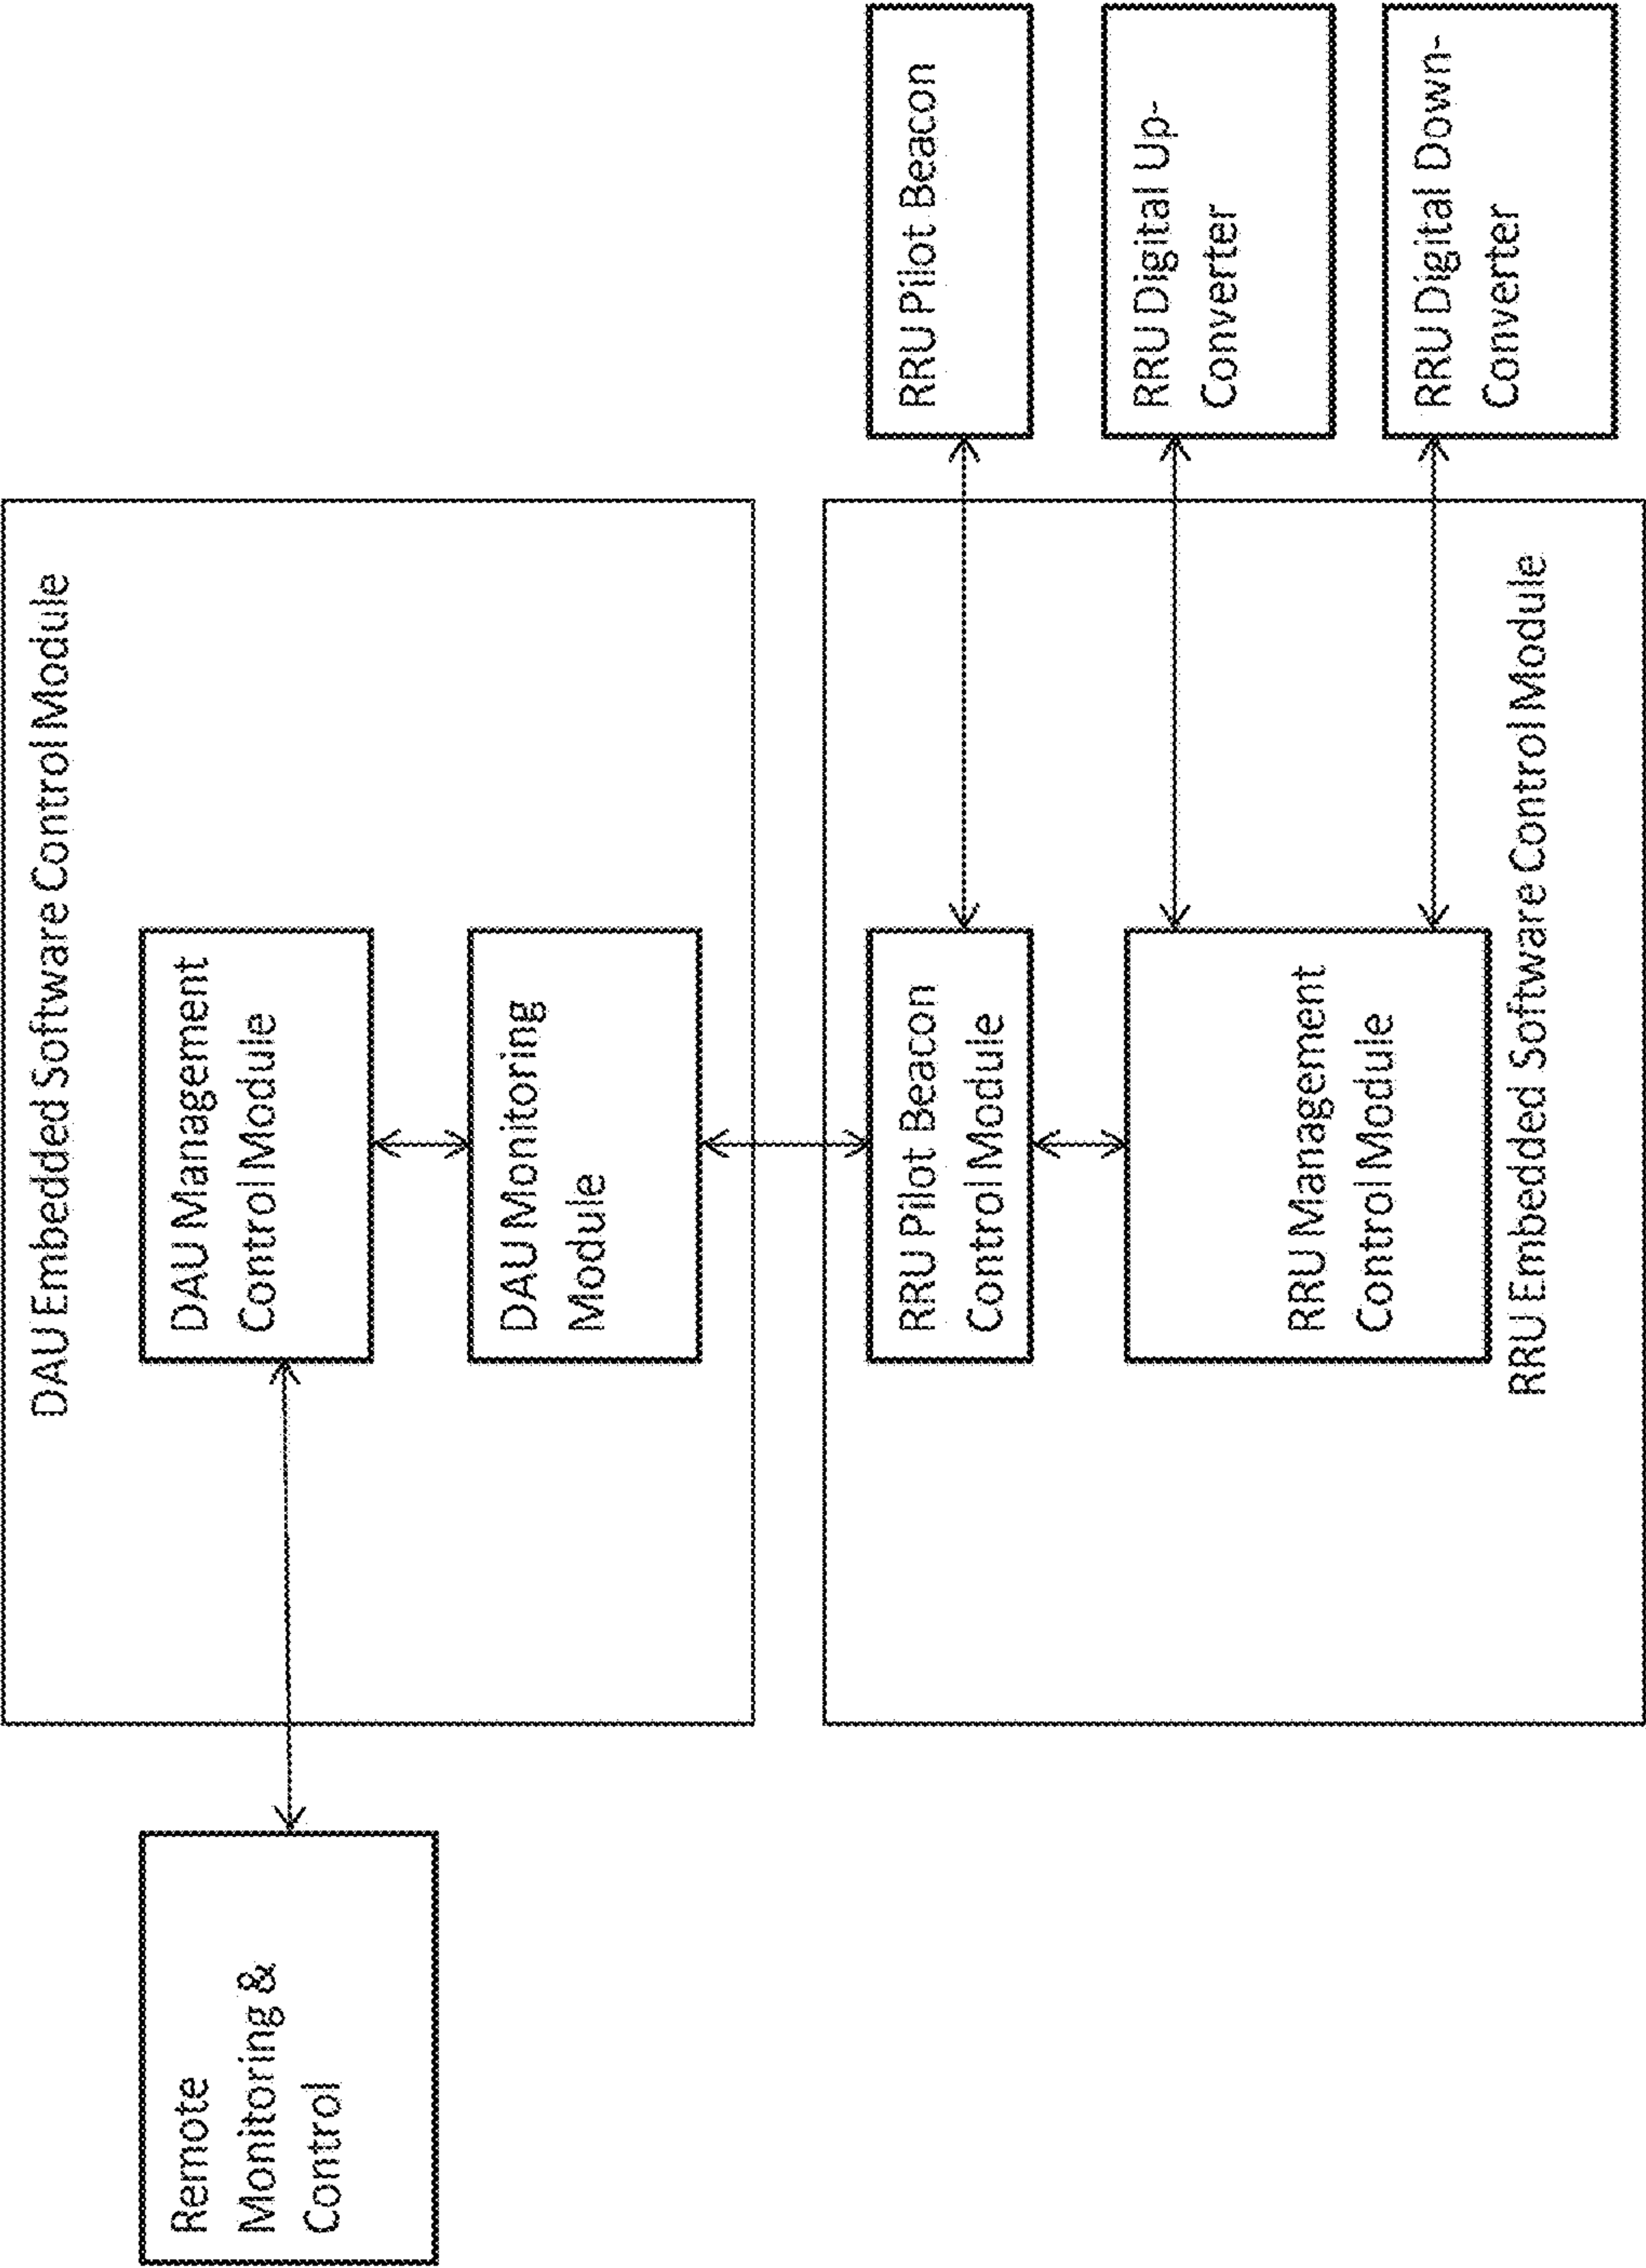 DAU Embedded Software Control Module
Remote
Monitoring &
Control
DAU Management
Control Module
DAU Monitoring
Module
RRU Pilot Beacon
Control Module
RRU Pilot Beacon
RRU Management
Control Module
RRU Digital Up-
Converter
RRU Digital Down-
Converter
RRU Embedded Software Control Module